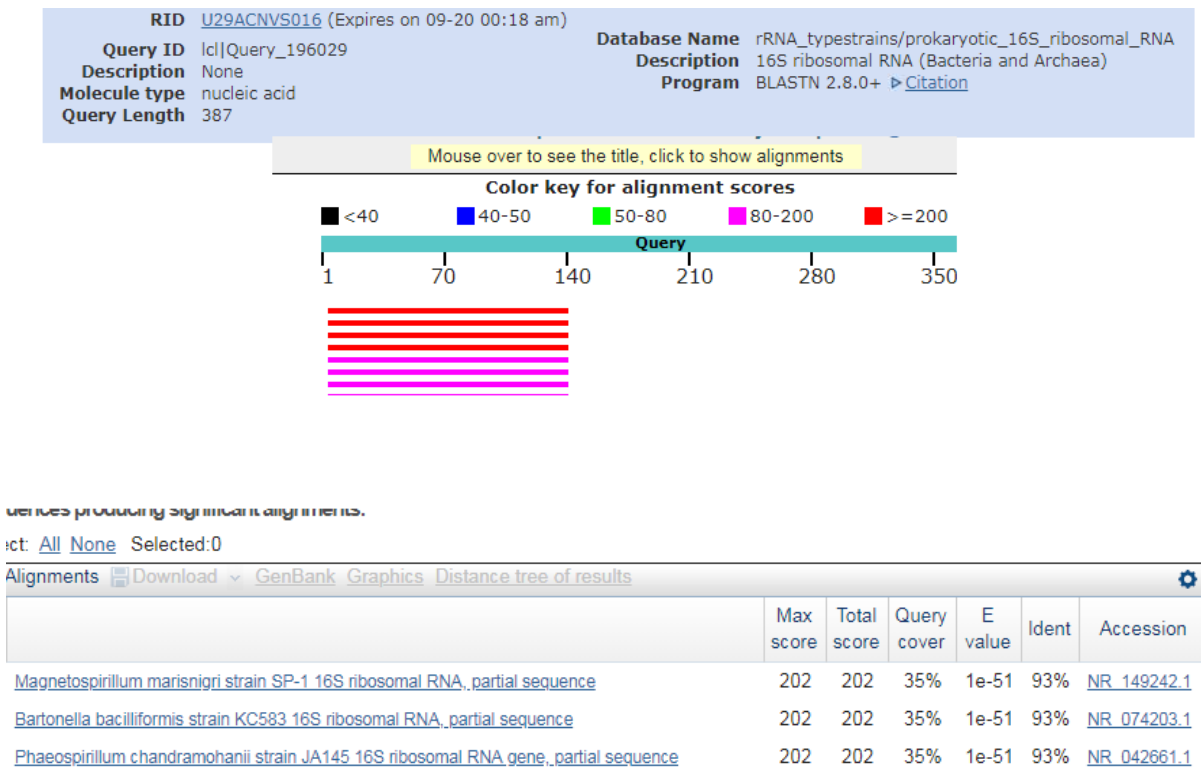 RID U29ACNVS016 (Expires on 09-20 00:18 am)
Query ID lcl|Query_196029
Description None
Molecule type nucleic acid
Query Length 387
Database Name rRNA_typestrains/prokaryotic_16S_ribosomal_RNA
Description 16S ribosomal RNA (Bacteria and Archaea)
Program BLASTN 2.8.0+ Citation
Mouse over to see the title, click to show alignments
Color key for alignment scores
<40 40-50 50-80 80-200 >=200
Query
1 70 140 210 280 350
uences producing significant alignments:
ect: All None Selected:0
Alignments Download GenBank Graphics Distance tree of results
Max score Total score Query cover E value Ident Accession
Magnetospirillum marisnigri strain SP-1 16S ribosomal RNA, partial sequence 202 202 35% 1e-51 93% NR_149242.1
Bartonella bacilliformis strain KC583 16S ribosomal RNA, partial sequence 202 202 35% 1e-51 93% NR_074203.1
Phaeospirillum chandramohanii strain JA145 16S ribosomal RNA gene, partial sequence 202 202 35% 1e-51 93% NR_042661.1